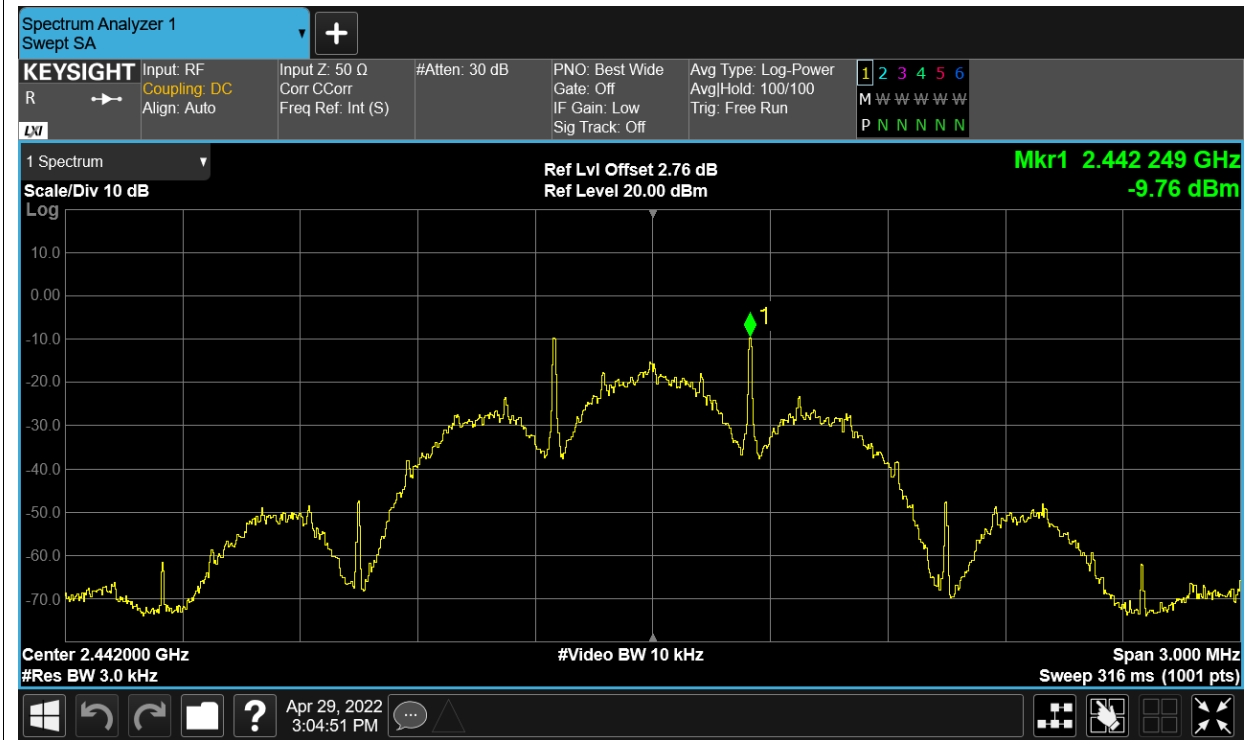 Spectrum Analyzer 1
Swept SA
KEYSIGHT
R
LXI
Input: RF
Coupling: DC
Align: Auto
Input Z: 50 Ω
Corr CCorr
Freq Ref: Int (S)
#Atten: 30 dB
PNO: Best Wide
Gate: Off
IF Gain: Low
Sig Track: Off
Avg Type: Log-Power
Avg|Hold: 100/100
Trig: Free Run
1 2 3 4 5 6
M W W W W W
P N N N N N
1 Spectrum
Scale/Div 10 dB
Log
Ref Lvl Offset 2.76 dB
Ref Level 20.00 dBm
Mkr1 2.442 249 GHz
-9.76 dBm
10.0
0.00
-10.0
-20.0
-30.0
-40.0
-50.0
-60.0
-70.0
1
Center 2.442000 GHz
#Res BW 3.0 kHz
#Video BW 10 kHz
Span 3.000 MHz
Sweep 316 ms (1001 pts)
?
Apr 29, 2022
3:04:51 PM